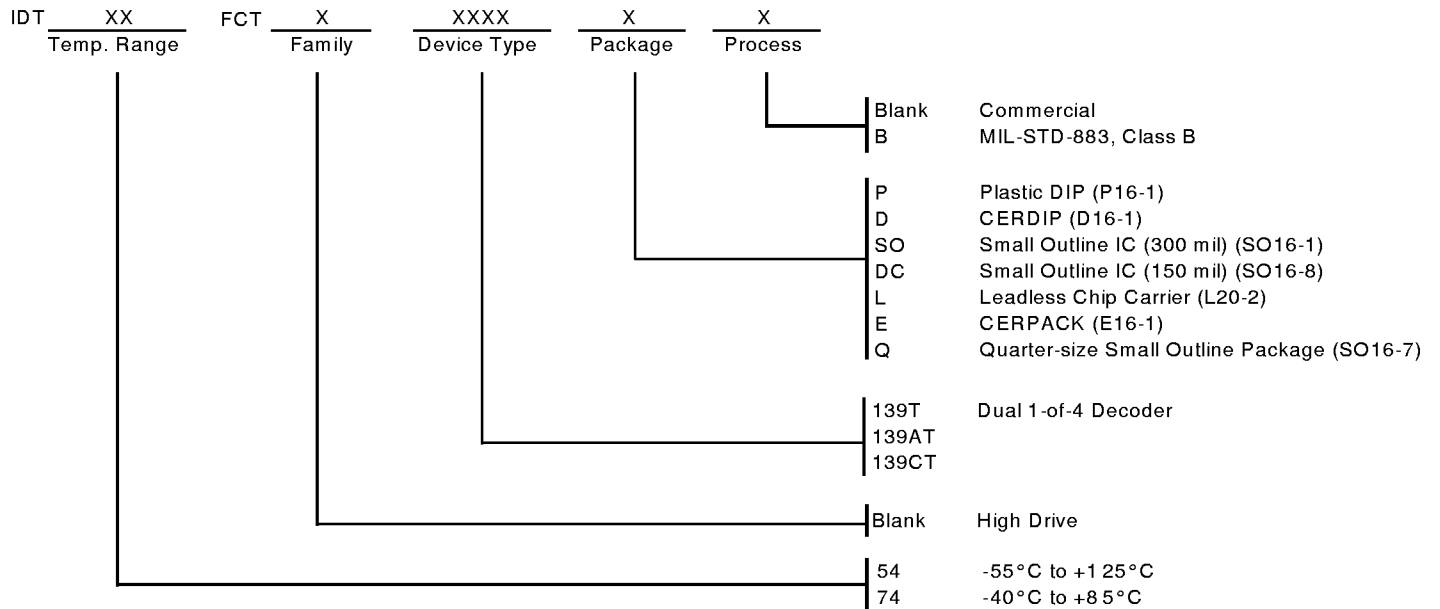 IDT XX FCT X XXXX X X
Temp. Range Family Device Type Package Process
Blank Commercial
B MIL-STD-883, Class B
P Plastic DIP (P16-1)
D CERDIP (D16-1)
SO Small Outline IC (300 mil) (SO16-1)
DC Small Outline IC (150 mil) (SO16-8)
L Leadless Chip Carrier (L20-2)
E CERPACK (E16-1)
Q Quarter-size Small Outline Package (SO16-7)
139T Dual 1-of-4 Decoder
139AT
139CT
Blank High Drive
54 -55°C to +125°C
74 -40°C to +85°C